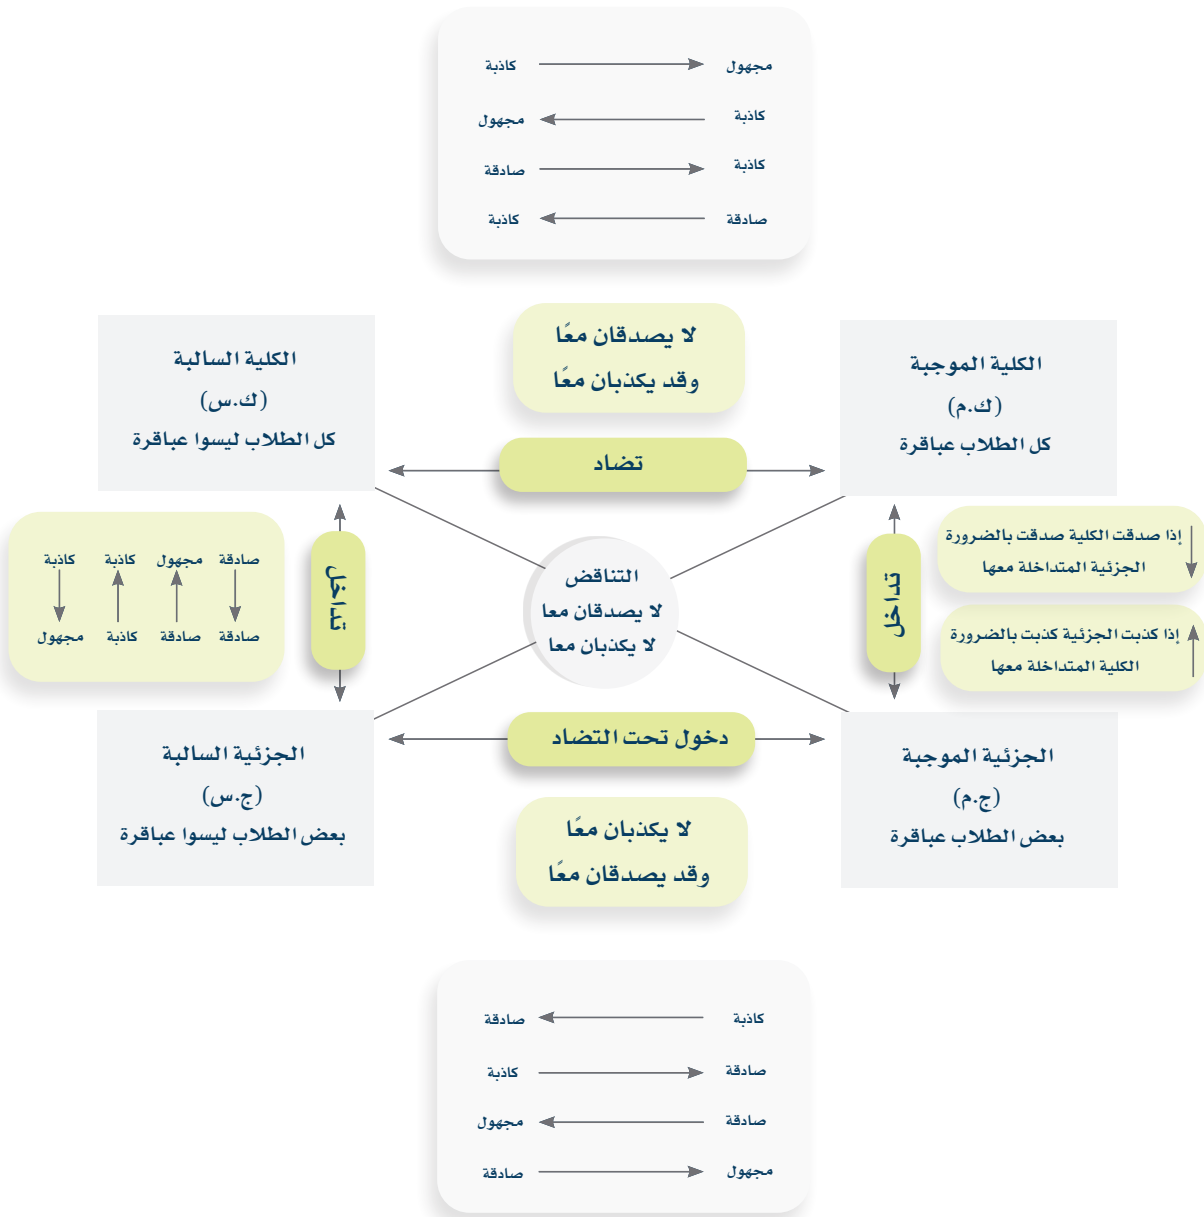 كاذبة مجهول
مجهول كاذبة
صادقة كاذبة
كاذبة صادقة
لا يصدقان معًا
وقد يكذبان معًا
الكلية الموجبة
(ك.م)
كل الطلاب عباقرة
الكلية السالبة
(ك.س)
كل الطلاب ليسوا عباقرة
تضاد
إذا صدقت الكلية صدقت بالضرورة
الجزئية المتداخلة معها
إذا كذبت الجزئية كذبت بالضرورة
الكلية المتداخلة معها
تداخل
التناقض
لا يصدقان معا
لا يكذبان معا
تداخل
صادقة مجهول كاذبة كاذبة
صادقة صادقة كاذبة مجهول
الجزئية الموجبة
(ج.م)
بعض الطلاب عباقرة
دخول تحت التضاد
الجزئية السالبة
(ج.س)
بعض الطلاب ليسوا عباقرة
لا يكذبان معًا
وقد يصدقان معًا
كاذبة صادقة
صادقة كاذبة
صادقة مجهول
مجهول صادقة